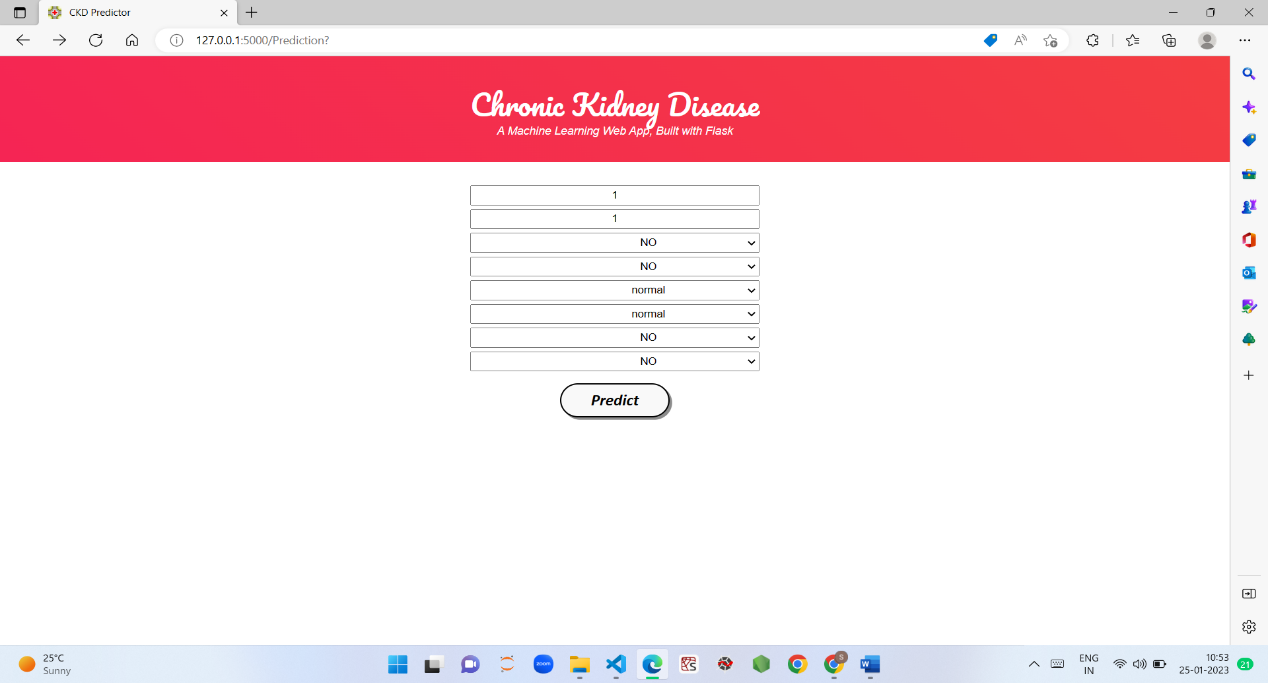 CKD Predictor
127.0.0.1:5000/Prediction?
Chronic Kidney Disease
A Machine Learning Web App, Built with Flask
1
1
NO
NO
normal
normal
NO
NO
Predict
25°C
Sunny
zoom
S
W
ENG
IN
10:53
25-01-2023
21